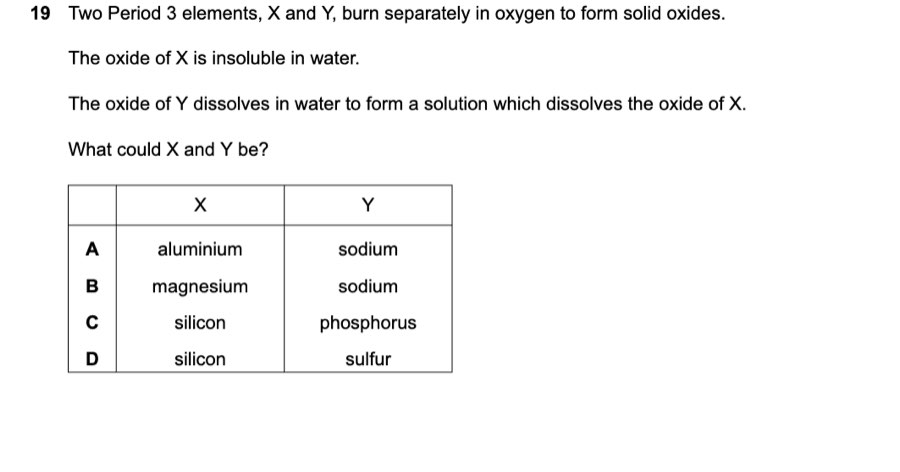 19 Two Period 3 elements, X and Y, burn separately in oxygen to form solid oxides.
The oxide of X is insoluble in water.
The oxide of Y dissolves in water to form a solution which dissolves the oxide of X.
What could X and Y be?
X Y
A aluminium sodium
B magnesium sodium
C silicon phosphorus
D silicon sulfur